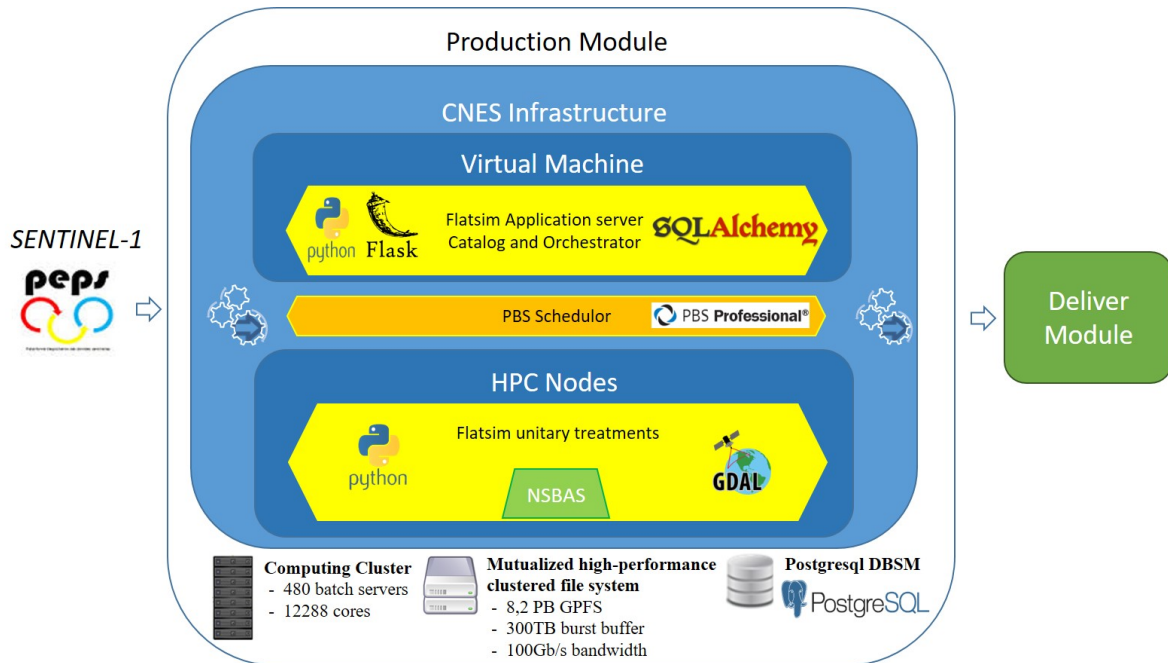 Production Module
CNES Infrastructure
Virtual Machine
python
Flask
Flatsim Application server
Catalog and Orchestrator
SQLAlchemy
SENTINEL-1
peps
PBS Schedulor
PBS Professional®
Deliver
Module
HPC Nodes
Flatsim unitary treatments
python
GDAL
NSBAS
Computing Cluster
- 480 batch servers
- 12288 cores
Mutualized high-performance
clustered file system
- 8,2 PB GPFS
- 300TB burst buffer
- 100Gb/s bandwidth
Postgresql DBSM
PostgreSQL